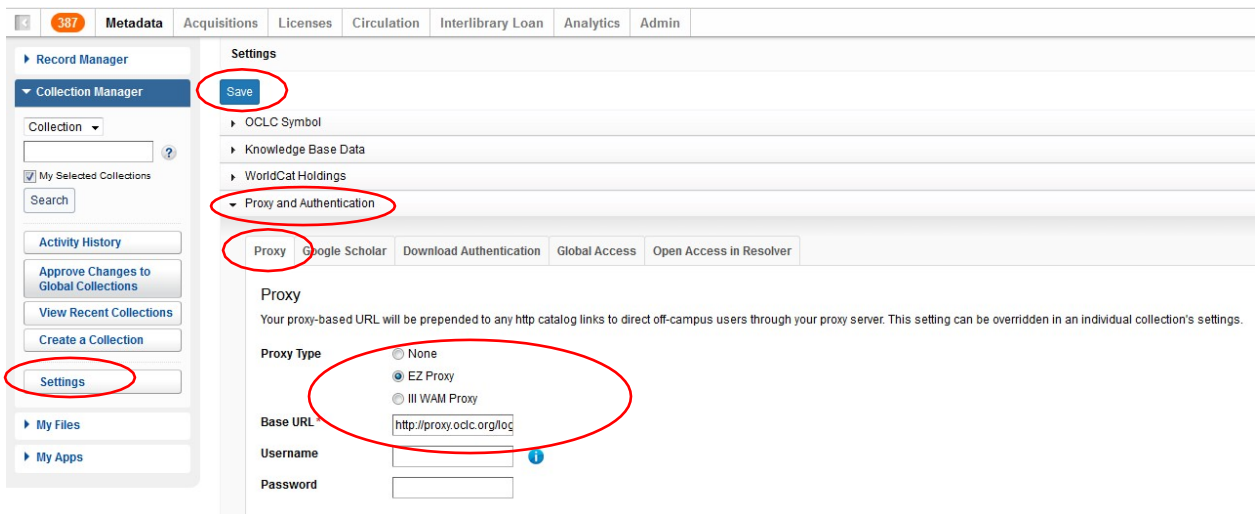 387 Metadata Acquisitions Licenses Circulation Interlibrary Loan Analytics Admin
Record Manager
Collection Manager
Collection
?
My Selected Collections
Search
Activity History
Approve Changes to
Global Collections
View Recent Collections
Create a Collection
Settings
My Files
My Apps
Settings
Save
OCLC Symbol
Knowledge Base Data
WorldCat Holdings
Proxy and Authentication
Proxy Google Scholar Download Authentication Global Access Open Access in Resolver
Proxy
Your proxy-based URL will be prepended to any http catalog links to direct off-campus users through your proxy server. This setting can be overridden in an individual collection's settings.
Proxy Type None
EZ Proxy
III WAM Proxy
Base URL * http://proxy.oclc.org/log
Username i
Password